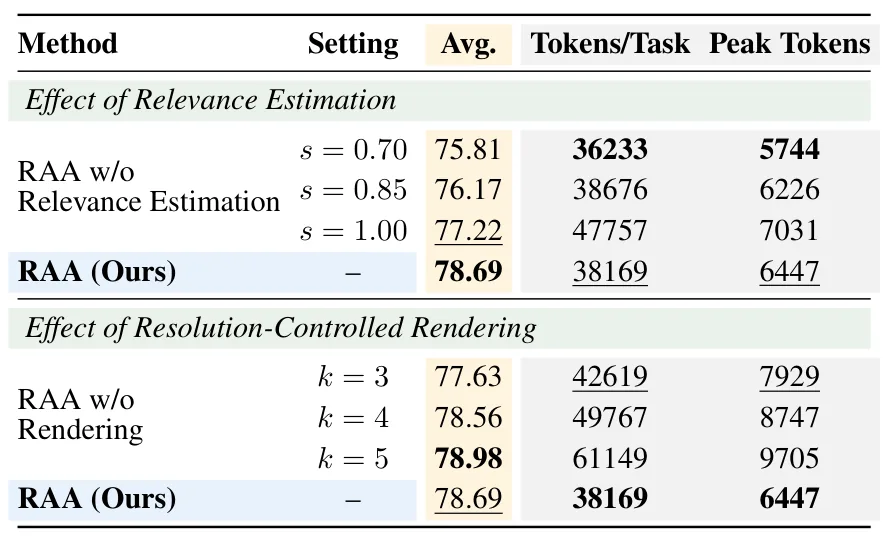 Method Setting Avg. Tokens/Task Peak Tokens
Effect of Relevance Estimation
RAA w/o
Relevance Estimation
s = 0.70 75.81 36233 5744
s = 0.85 76.17 38676 6226
s = 1.00 77.22 47757 7031
RAA (Ours) – 78.69 38169 6447
Effect of Resolution-Controlled Rendering
RAA w/o
Rendering
k = 3 77.63 42619 7929
k = 4 78.56 49767 8747
k = 5 78.98 61149 9705
RAA (Ours) – 78.69 38169 6447